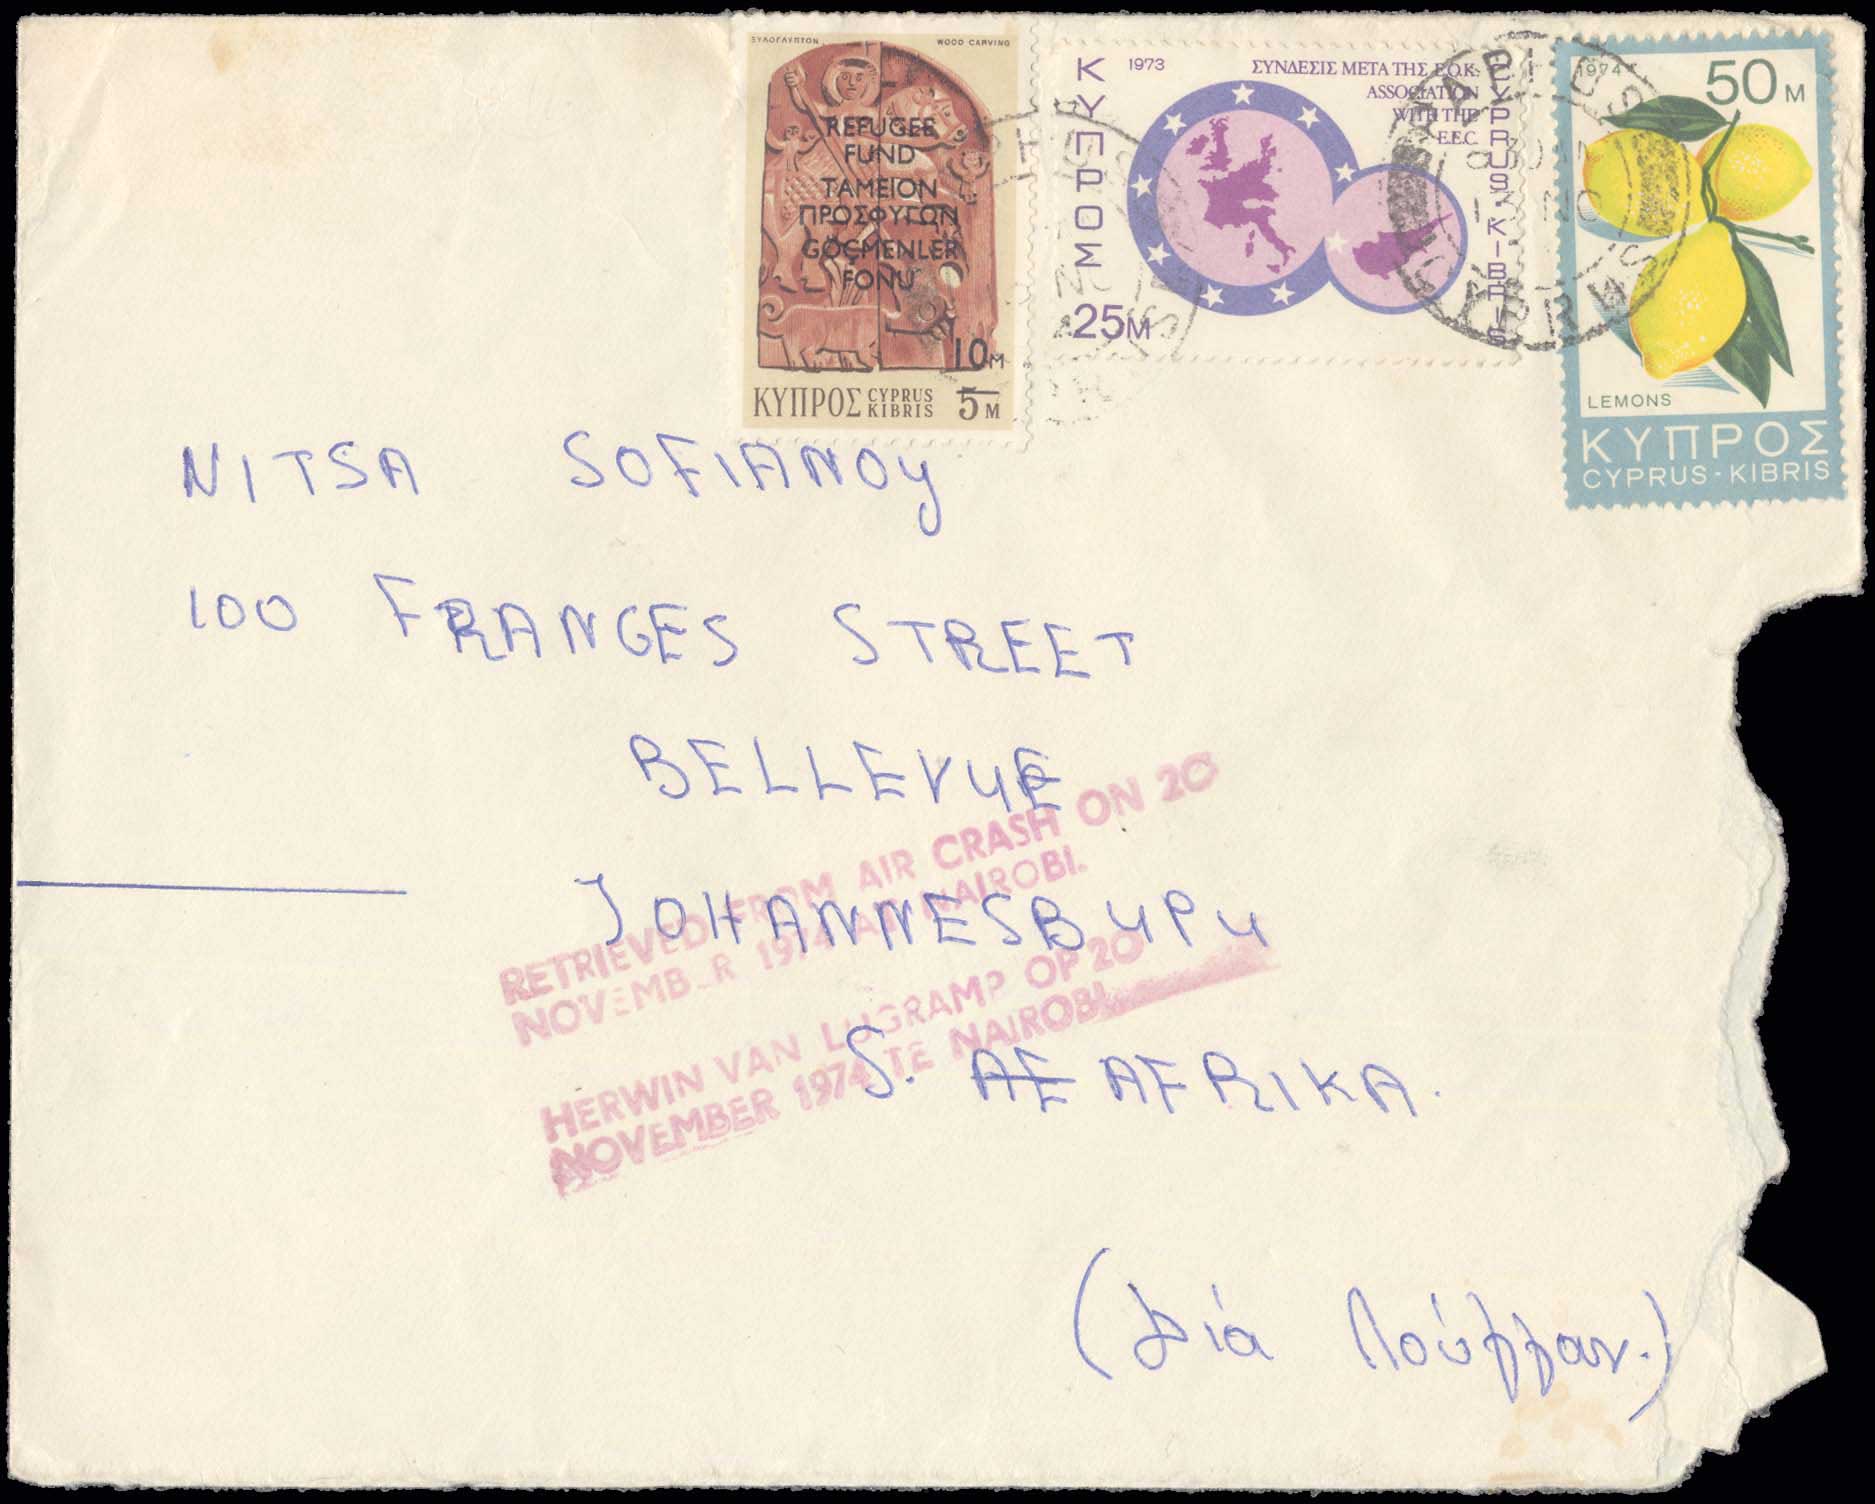 ΞΥΛΟΓΛΥΠΤΟΝ WOOD CARVING
REFUGEE
FUND
ΤΑΜΕΙΟΝ
ΠΡΟΣΦΥΓΩΝ
GÖÇMENLER
FONU
10M
ΚΥΠΡΟΣ CYPRUS KIBRIS 5M
ΚΥΠΡΟΣ
1973
ΣΥΝΔΕΣΙΣ ΜΕΤΑ ΤΗΣ Ε.Ο.Κ.
ASSOCIATION
WITH THE
E.E.C.
CYPRUS KIBRIS
25M
1974
50M
LEMONS
ΚΥΠΡΟΣ
CYPRUS-KIBRIS
NITSA SOFIANOY
100 FRANGES STREET
BELLEVUE
JOHANNESBURU
S. AF AFRIKA.
RETRIEVED FROM AIR CRASH ON 20
NOVEMBER 1974 AT NAIROBI.
HERWIN VAN LUGRAMP OP 20
NOVEMBER 1974 TE NAIROBI.
(διά